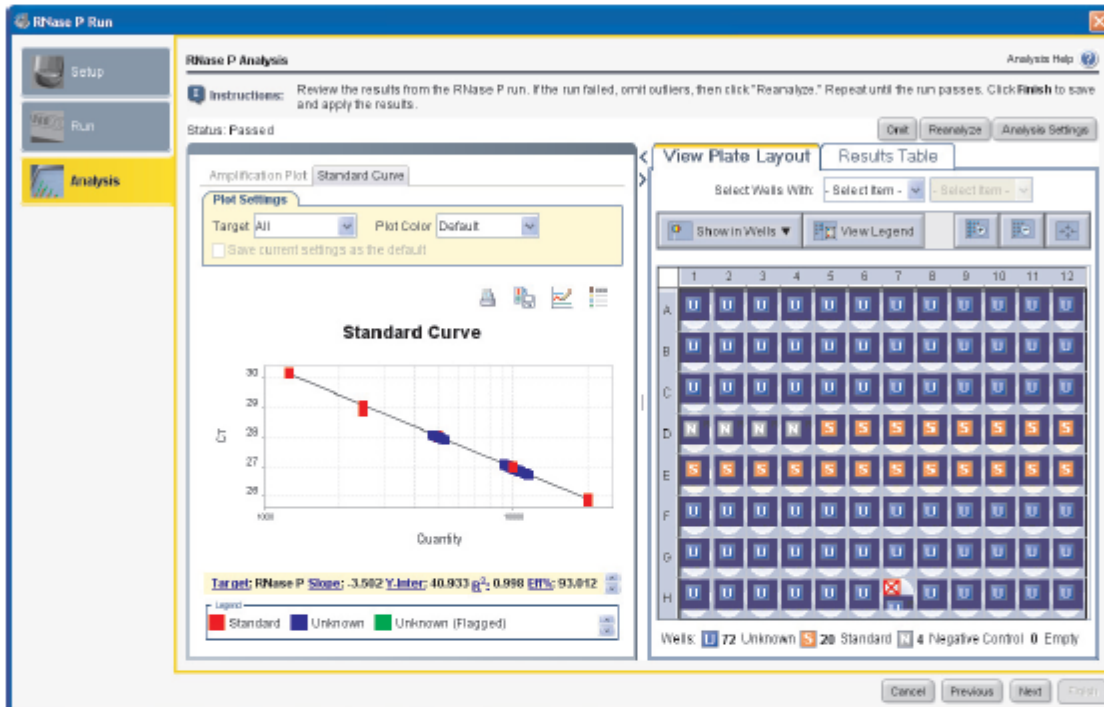 RNase P Run
Setup
Run
Analysis
RNase P Analysis
Analysis Help
Instructions: Review the results from the RNase P run. If the run failed, omit outliers, then click "Reanalyze." Repeat until the run passes. Click Finish to save
and apply the results.
Status: Passed
Omit Reanalyze Analysis Settings
Amplification Plot Standard Curve
Plot Settings
Target All Plot Color Default
Save current settings as the default
Standard Curve
30
29
28
27
26
CT
1000 10000
Quantity
Target: RNase P Slope: -3.502 Y-Inter: 40.933 R²: 0.998 Eff%: 93.012
Legend
Standard Unknown Unknown (Flagged)
View Plate Layout Results Table
Select Wells With: - Select Item - - Select Item -
Show in Wells ▼ View Legend
1 2 3 4 5 6 7 8 9 10 11 12
A U U U U U U U U U U U U
B U U U U U U U U U U U U
C U U U U U U U U U U U U
D N N N N S S S S S S S S
E S S S S S S S S S S S S
F U U U U U U U U U U U U
G U U U U U U U U U U U U
H U U U U U U U U U U U U
Wells: U 72 Unknown S 20 Standard N 4 Negative Control 0 Empty
Cancel Previous Next Finish